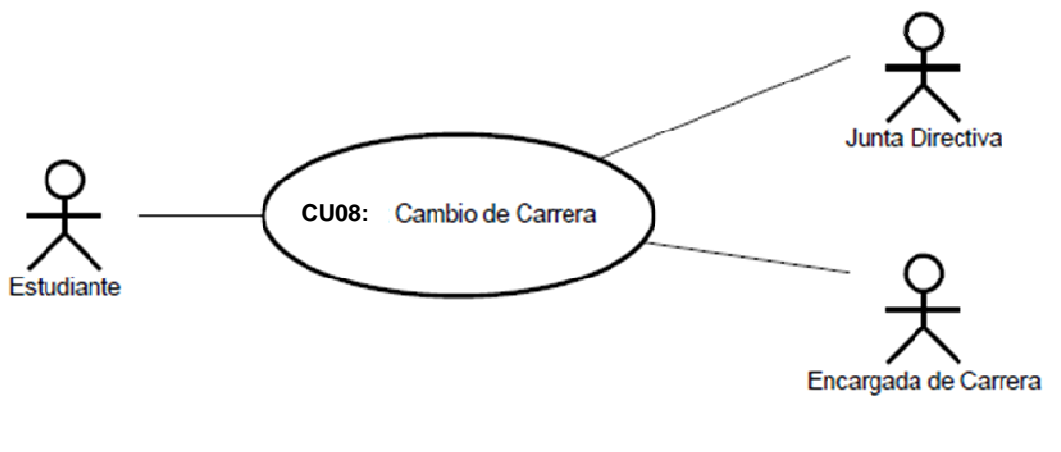 Junta Directiva
CU08: Cambio de Carrera
Estudiante
Encargada de Carrera